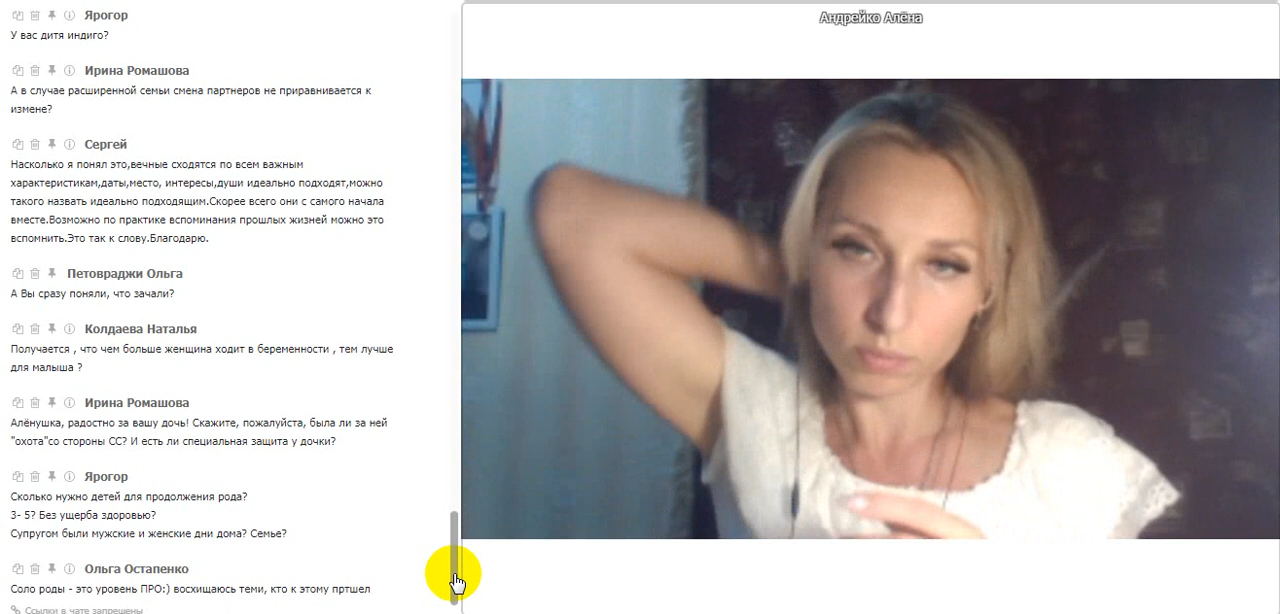 Ярогор
У вас дитя индиго?
Ирина Ромашова
А в случае расширенной семьи смена партнеров не приравнивается к
измене?
Сергей
Насколько я понял это,вечные сходятся по всем важным
характеристикам,даты,место, интересы,души идеально подходят,можно
такого назвать идеально подходящим.Скорее всего они с самого начала
вместе.Возможно по практике вспоминания прошлых жизней можно это
вспомнить.Это так к слову.Благодарю.
Петовраджи Ольга
А Вы сразу поняли, что зачали?
Колдаева Наталья
Получается , что чем больше женщина ходит в беременности , тем лучше
для малыша ?
Ирина Ромашова
Алёнушка, радостно за вашу дочь! Скажите, пожалуйста, была ли за ней
"охота"со стороны СС? И есть ли специальная защита у дочки?
Ярогор
Сколько нужно детей для продолжения рода?
3- 5? Без ущерба здоровью?
Супругом были мужские и женские дни дома? Семье?
Ольга Остапенко
Соло роды - это уровень ПРО:) восхищаюсь теми, кто к этому пртшел
Ссылки в чате запрещены
Андрейко Алёна